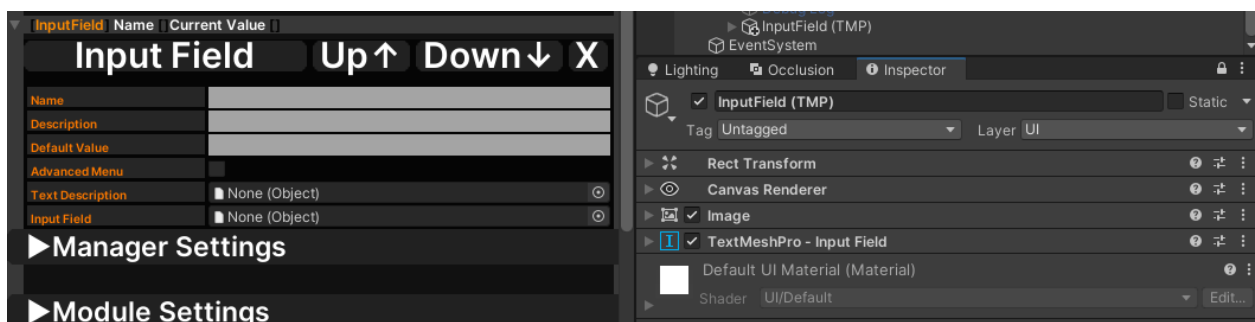 [InputField] Name [] Current Value []
Input Field Up↑ Down↓ X
Name
Description
Default Value
Advanced Menu
Text Description None (Object)
Input Field None (Object)
▶Manager Settings
▶Module Settings
InputField (TMP)
EventSystem
Lighting Occlusion Inspector
InputField (TMP) Static
Tag Untagged Layer UI
Rect Transform
Canvas Renderer
Image
TextMeshPro - Input Field
Default UI Material (Material)
Shader UI/Default Edit...